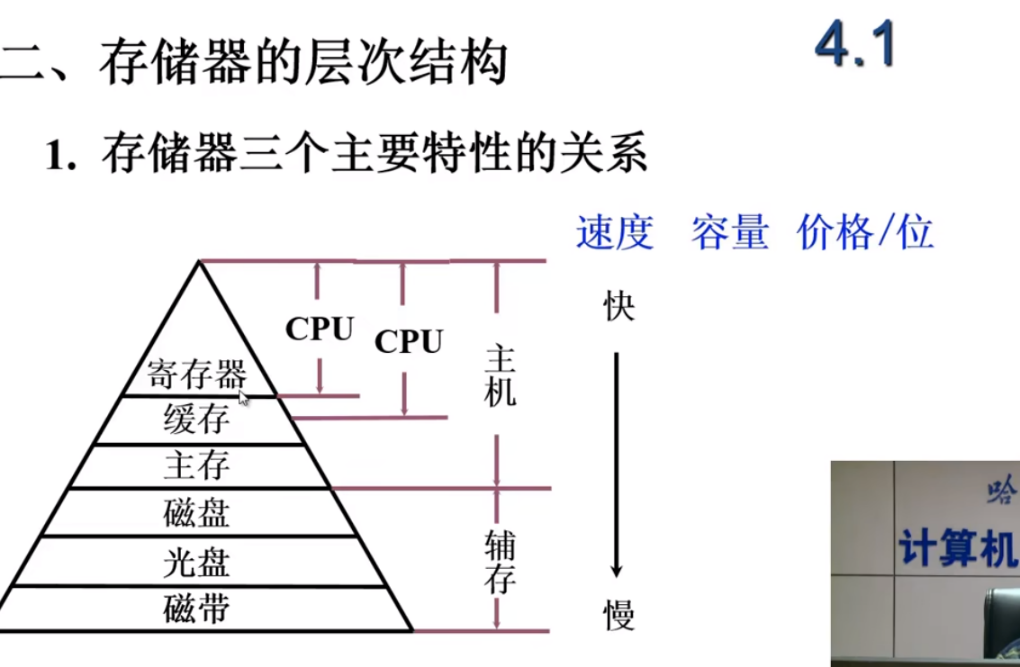 4.1
二、存储器的层次结构
1. 存储器三个主要特性的关系
速度 容量 价格/位
快
CPU
CPU
主机
寄存器
缓存
主存
磁盘
光盘
磁带
辅存
慢
哈
计算机